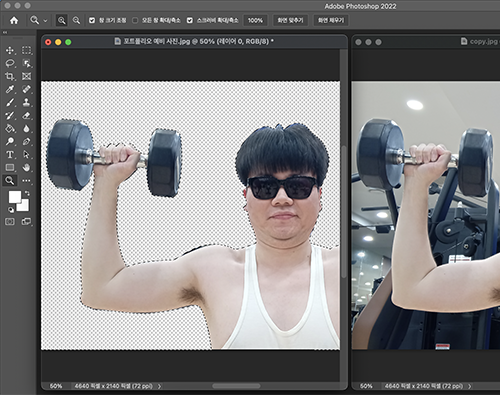 Adobe Photoshop 2022
창 크기 조정 모든 창 확대/축소 스크러비 확대/축소 100% 화면 맞추기 화면 채우기
포트폴리오 예비 사진.jpg @ 50% (레이어 0, RGB/8) *
copy.jpg
50% 4640 픽셀 x 2140 픽셀 (72 ppi)
50% 4640 픽셀 x 2140 픽셀 (72 ppi)